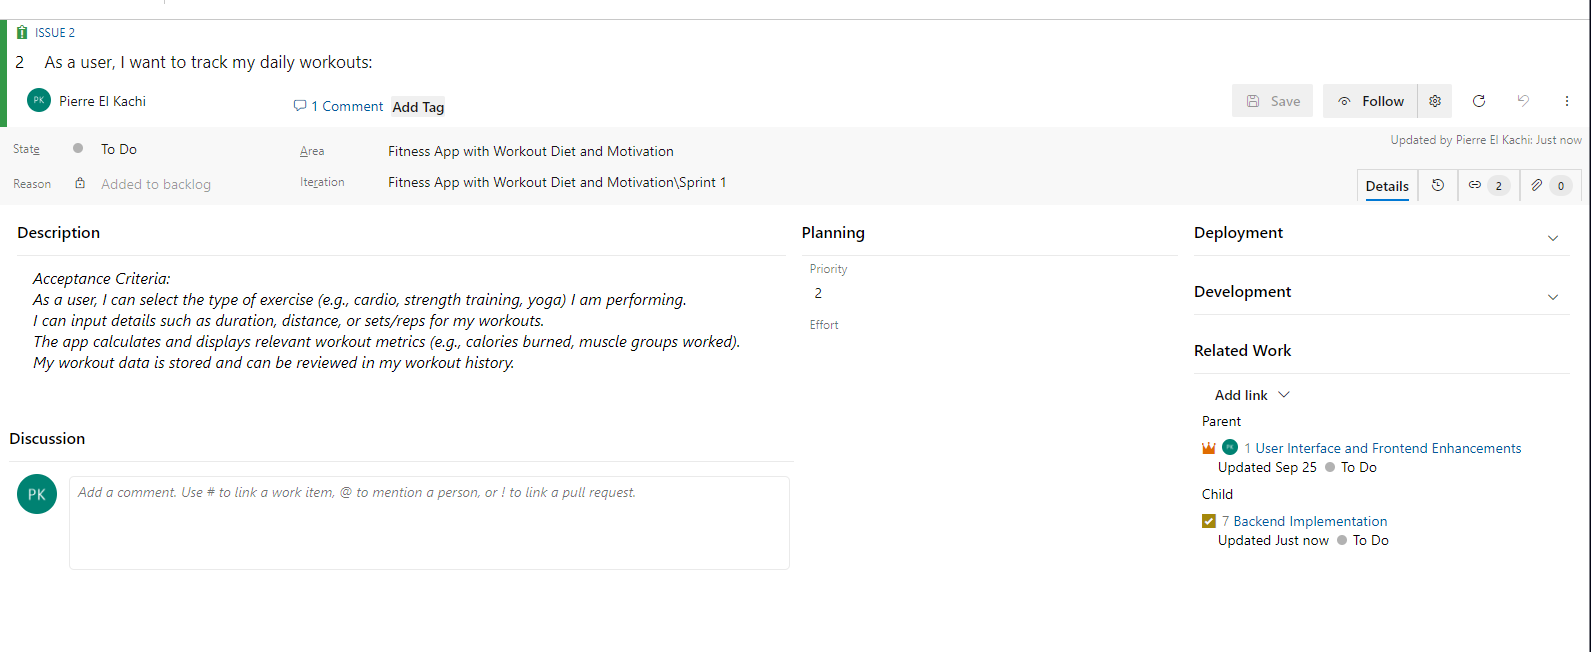 ISSUE 2
2 As a user, I want to track my daily workouts:
PK Pierre El Kachi
1 Comment Add Tag
Save Follow
Updated by Pierre El Kachi: Just now
State To Do
Area Fitness App with Workout Diet and Motivation
Reason Added to backlog
Iteration Fitness App with Workout Diet and Motivation\Sprint 1
Details 2 0
Description
Acceptance Criteria:
As a user, I can select the type of exercise (e.g., cardio, strength training, yoga) I am performing.
I can input details such as duration, distance, or sets/reps for my workouts.
The app calculates and displays relevant workout metrics (e.g., calories burned, muscle groups worked).
My workout data is stored and can be reviewed in my workout history.
Discussion
PK
Add a comment. Use # to link a work item, @ to mention a person, or ! to link a pull request.
Planning
Priority
2
Effort
Deployment
Development
Related Work
Add link
Parent
PK 1 User Interface and Frontend Enhancements
Updated Sep 25 To Do
Child
7 Backend Implementation
Updated Just now To Do